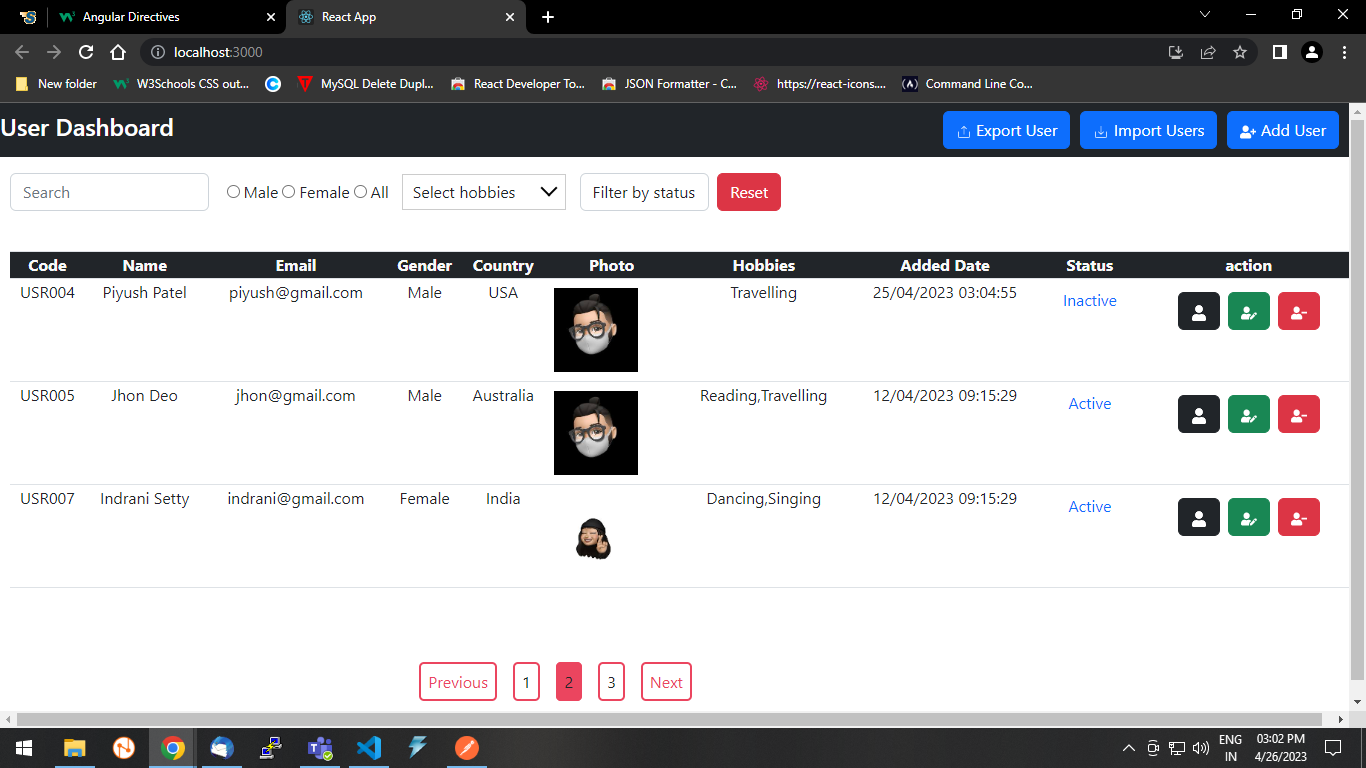 Angular Directives
React App
localhost:3000
New folder
W3Schools CSS out...
MySQL Delete Dupl...
React Developer To...
JSON Formatter - C...
https://react-icons....
Command Line Co...
User Dashboard
Export User
Import Users
Add User
Search
Male
Female
All
Select hobbies
Filter by status
Reset
Code Name Email Gender Country Photo Hobbies Added Date Status action
USR004 Piyush Patel piyush@gmail.com Male USA Travelling 25/04/2023 03:04:55 Inactive
USR005 Jhon Deo jhon@gmail.com Male Australia Reading,Travelling 12/04/2023 09:15:29 Active
USR007 Indrani Setty indrani@gmail.com Female India Dancing,Singing 12/04/2023 09:15:29 Active
Previous 1 2 3 Next
ENG
IN
03:02 PM
4/26/2023